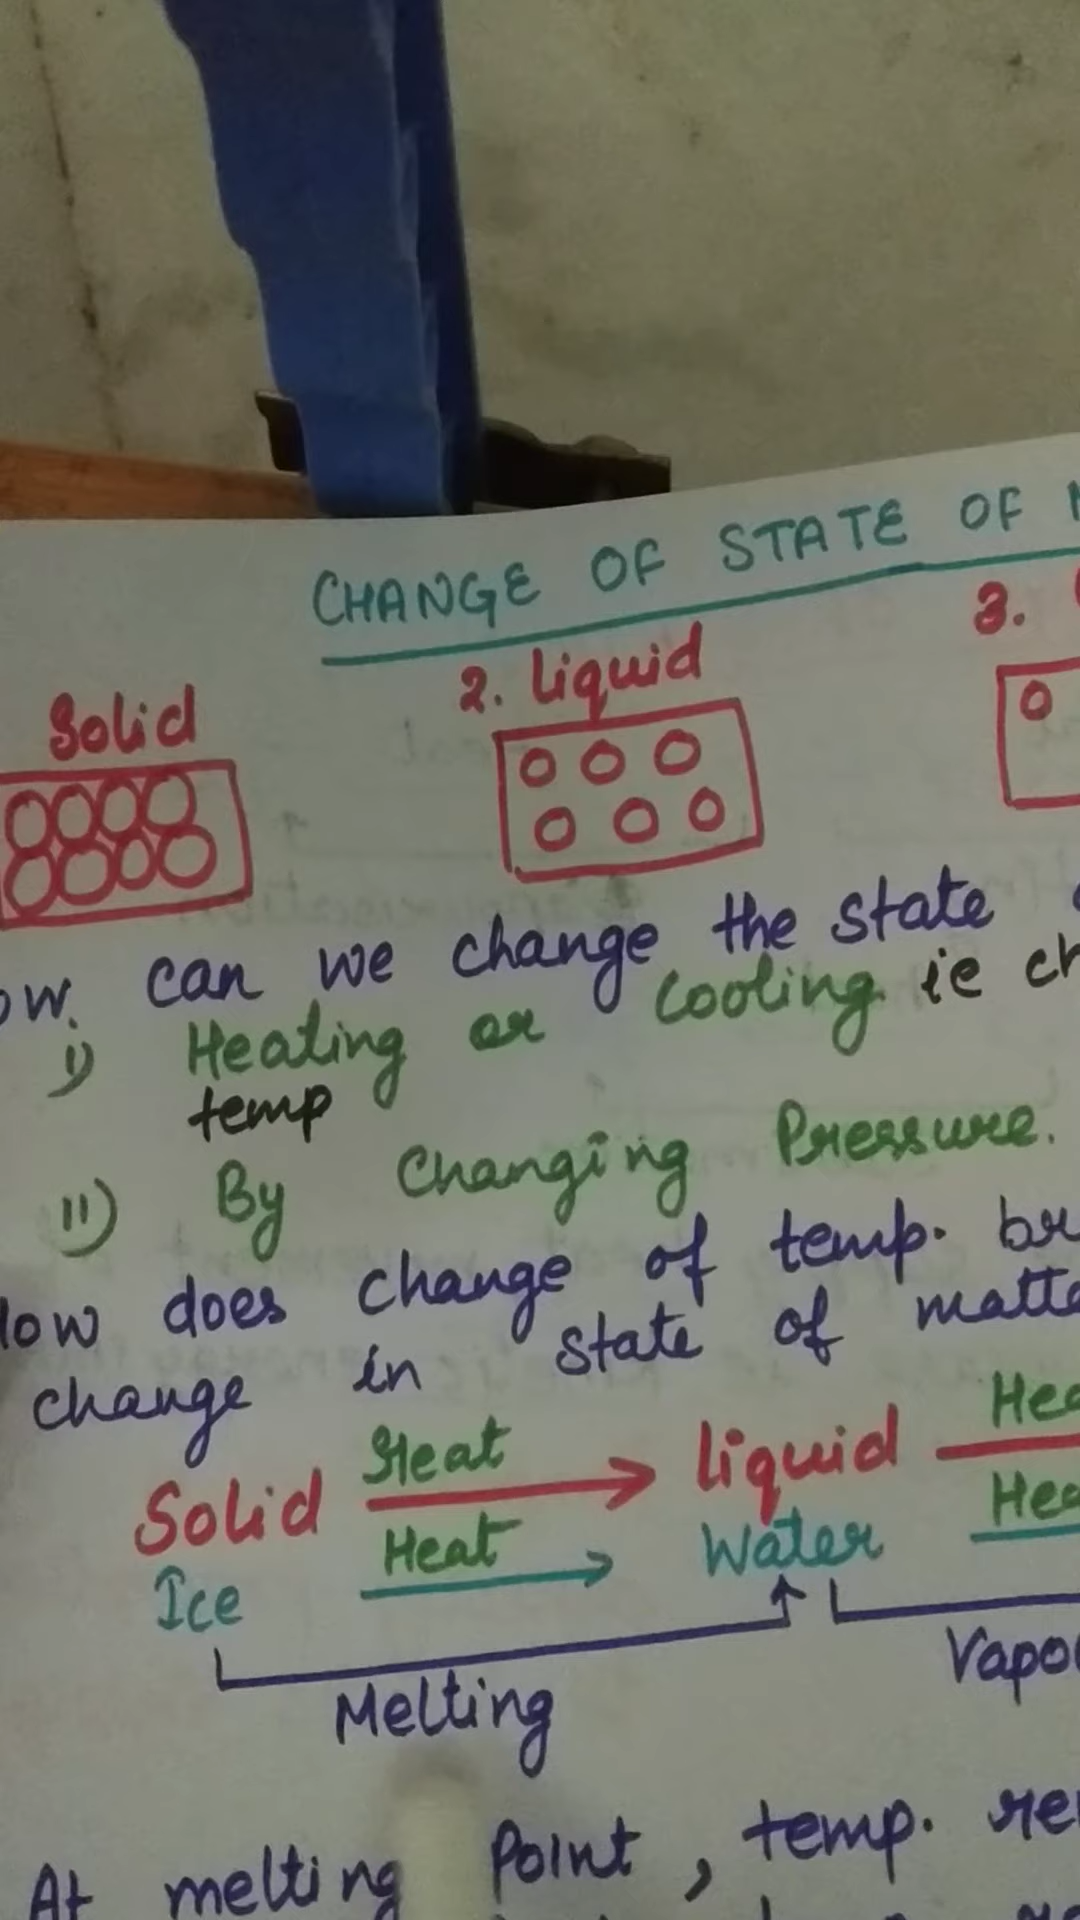 CHANGE OF STATE OF
Solid 2. liquid 3.
can we change the state
i) Heating or Cooling ie
temp
ii) By Changing Pressure.
does change of temp.
change in state of
Solid Heat liquid
Ice Heat Water
Melting
At melting Point, temp.